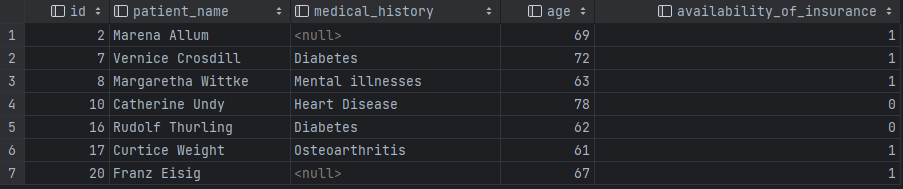 id patient_name medical_history age availability_of_insurance
1 2 Marena Allum <null> 69 1
2 7 Vernice Crosdill Diabetes 72 1
3 8 Margaretha Wittke Mental illnesses 63 1
4 10 Catherine Undy Heart Disease 78 0
5 16 Rudolf Thurling Diabetes 62 0
6 17 Curtice Weight Osteoarthritis 61 1
7 20 Franz Eisig <null> 67 1